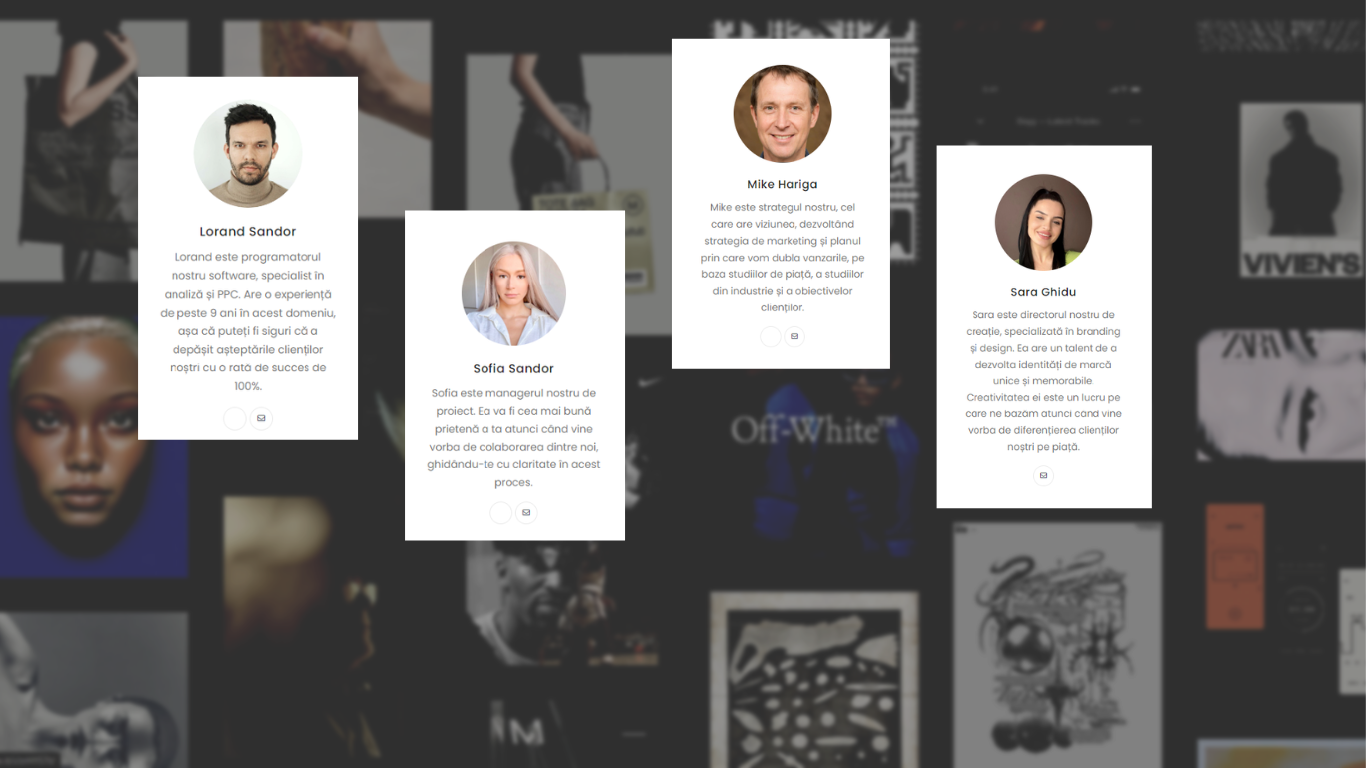 Lorand Sandor
Lorand este programatorul
nostru software, specialist în
analiză și PPC. Are o experiență
de peste 9 ani în acest domeniu,
așa că puteți fi siguri că a
depășit așteptările clienților
noștri cu o rată de succes de
100%.
Sofia Sandor
Sofia este managerul nostru de
proiect. Ea va fi cea mai bună
prietenă a ta atunci când vine
vorba de colaborarea dintre noi,
ghidându-te cu claritate în acest
proces.
Mike Hariga
Mike este strategul nostru, cel
care are viziunea, dezvoltând
strategia de marketing și planul
prin care vom dubla vanzarile, pe
baza studiilor de piață, a studiilor
din industrie și a obiectivelor
clienților.
Sara Ghidu
Sara este directorul nostru de
creație, specializată în branding
și design. Ea are un talent de a
dezvolta identități de marcă
unice și memorabile.
Creativitatea ei este un lucru pe
care ne bazăm atunci când vine
vorba de diferențierea clienților
noștri pe piață.
Off-White™
VIVIEN'S
M